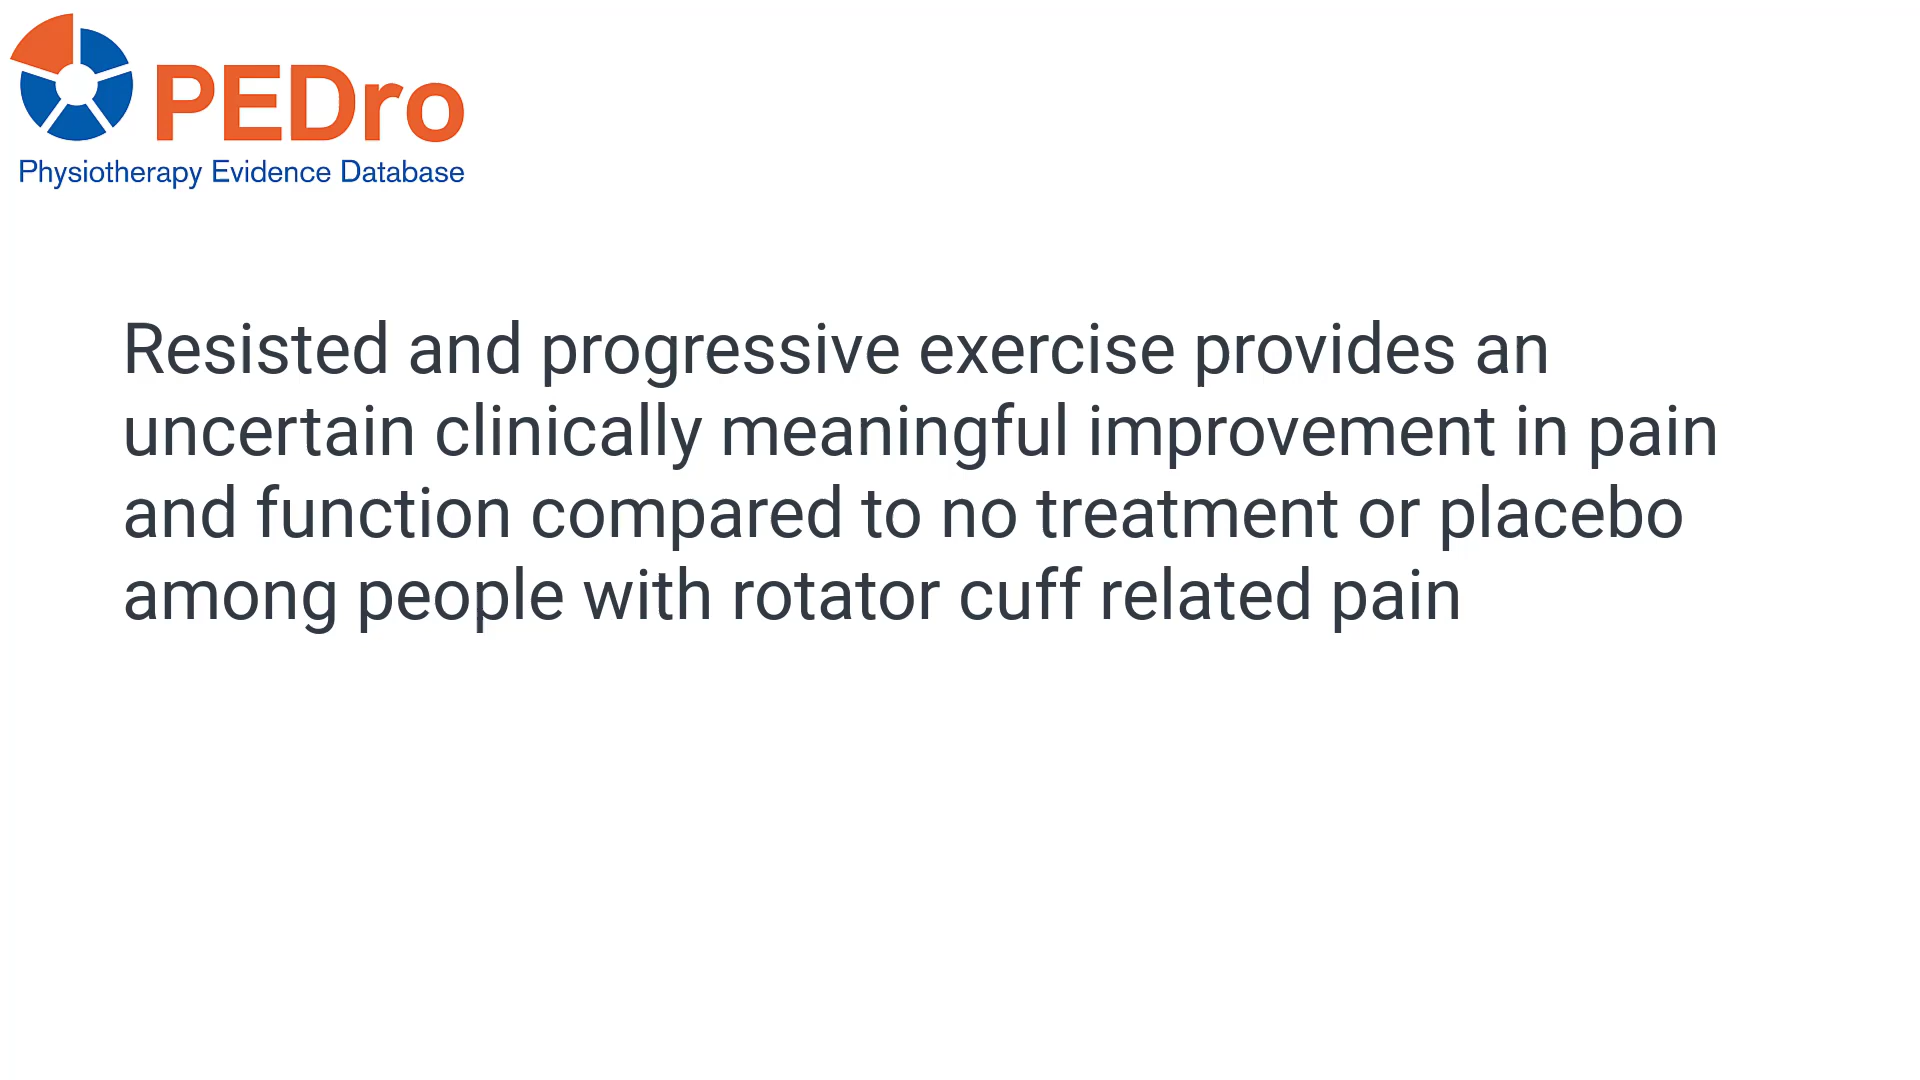 PEDro
Physiotherapy Evidence Database
Resisted and progressive exercise provides an
uncertain clinically meaningful improvement in pain
and function compared to no treatment or placebo
among people with rotator cuff related pain